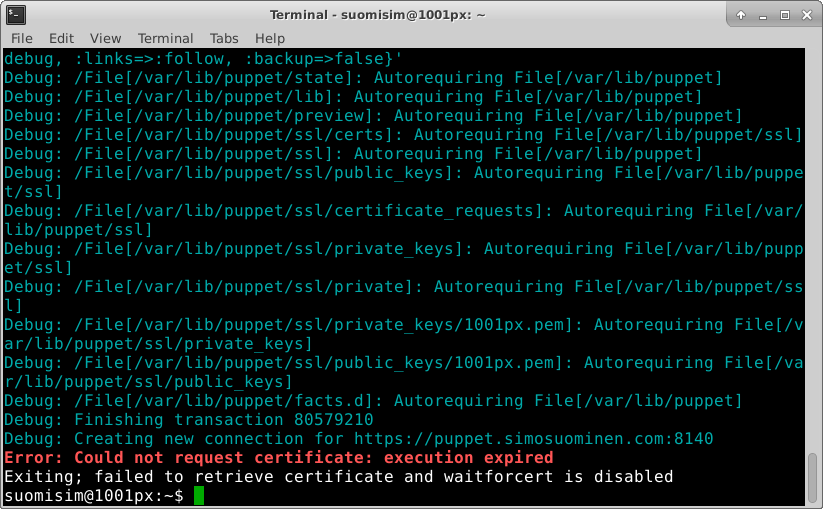 Terminal - suomisim@1001px: ~
File Edit View Terminal Tabs Help
debug, :links=>:follow, :backup=>false}'
Debug: /File[/var/lib/puppet/state]: Autorequiring File[/var/lib/puppet]
Debug: /File[/var/lib/puppet/lib]: Autorequiring File[/var/lib/puppet]
Debug: /File[/var/lib/puppet/preview]: Autorequiring File[/var/lib/puppet]
Debug: /File[/var/lib/puppet/ssl/certs]: Autorequiring File[/var/lib/puppet/ssl]
Debug: /File[/var/lib/puppet/ssl]: Autorequiring File[/var/lib/puppet]
Debug: /File[/var/lib/puppet/ssl/public_keys]: Autorequiring File[/var/lib/puppe
t/ssl]
Debug: /File[/var/lib/puppet/ssl/certificate_requests]: Autorequiring File[/var/
lib/puppet/ssl]
Debug: /File[/var/lib/puppet/ssl/private_keys]: Autorequiring File[/var/lib/pupp
et/ssl]
Debug: /File[/var/lib/puppet/ssl/private]: Autorequiring File[/var/lib/puppet/ss
l]
Debug: /File[/var/lib/puppet/ssl/private_keys/1001px.pem]: Autorequiring File[/v
ar/lib/puppet/ssl/private_keys]
Debug: /File[/var/lib/puppet/ssl/public_keys/1001px.pem]: Autorequiring File[/va
r/lib/puppet/ssl/public_keys]
Debug: /File[/var/lib/puppet/facts.d]: Autorequiring File[/var/lib/puppet]
Debug: Finishing transaction 80579210
Debug: Creating new connection for https://puppet.simosuominen.com:8140
Error: Could not request certificate: execution expired
Exiting; failed to retrieve certificate and waitforcert is disabled
suomisim@1001px:~$